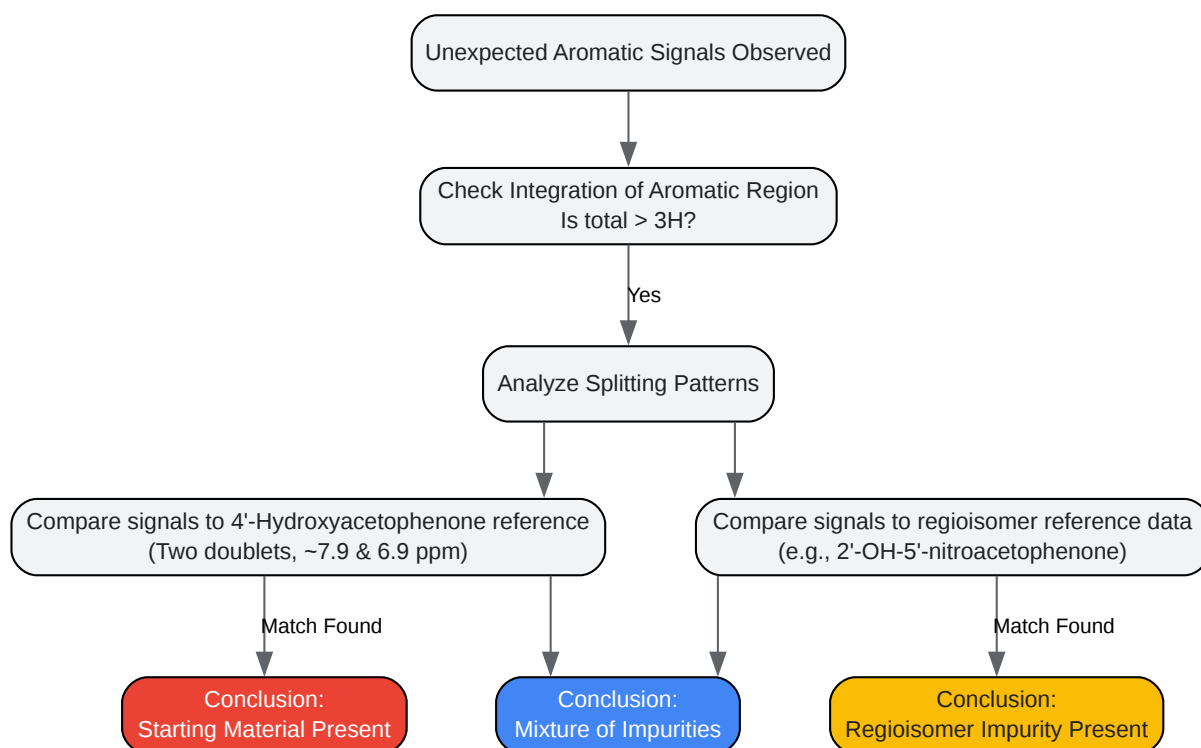 Unexpected Aromatic Signals Observed
Check Integration of Aromatic Region
Is total > 3H?
Yes
Analyze Splitting Patterns
Compare signals to 4'-Hydroxyacetophenone reference
(Two doublets, ~7.9 & 6.9 ppm)
Compare signals to regioisomer reference data
(e.g., 2'-OH-5'-nitroacetophenone)
Match Found
Match Found
Conclusion:
Starting Material Present
Conclusion:
Mixture of Impurities
Conclusion:
Regioisomer Impurity Present